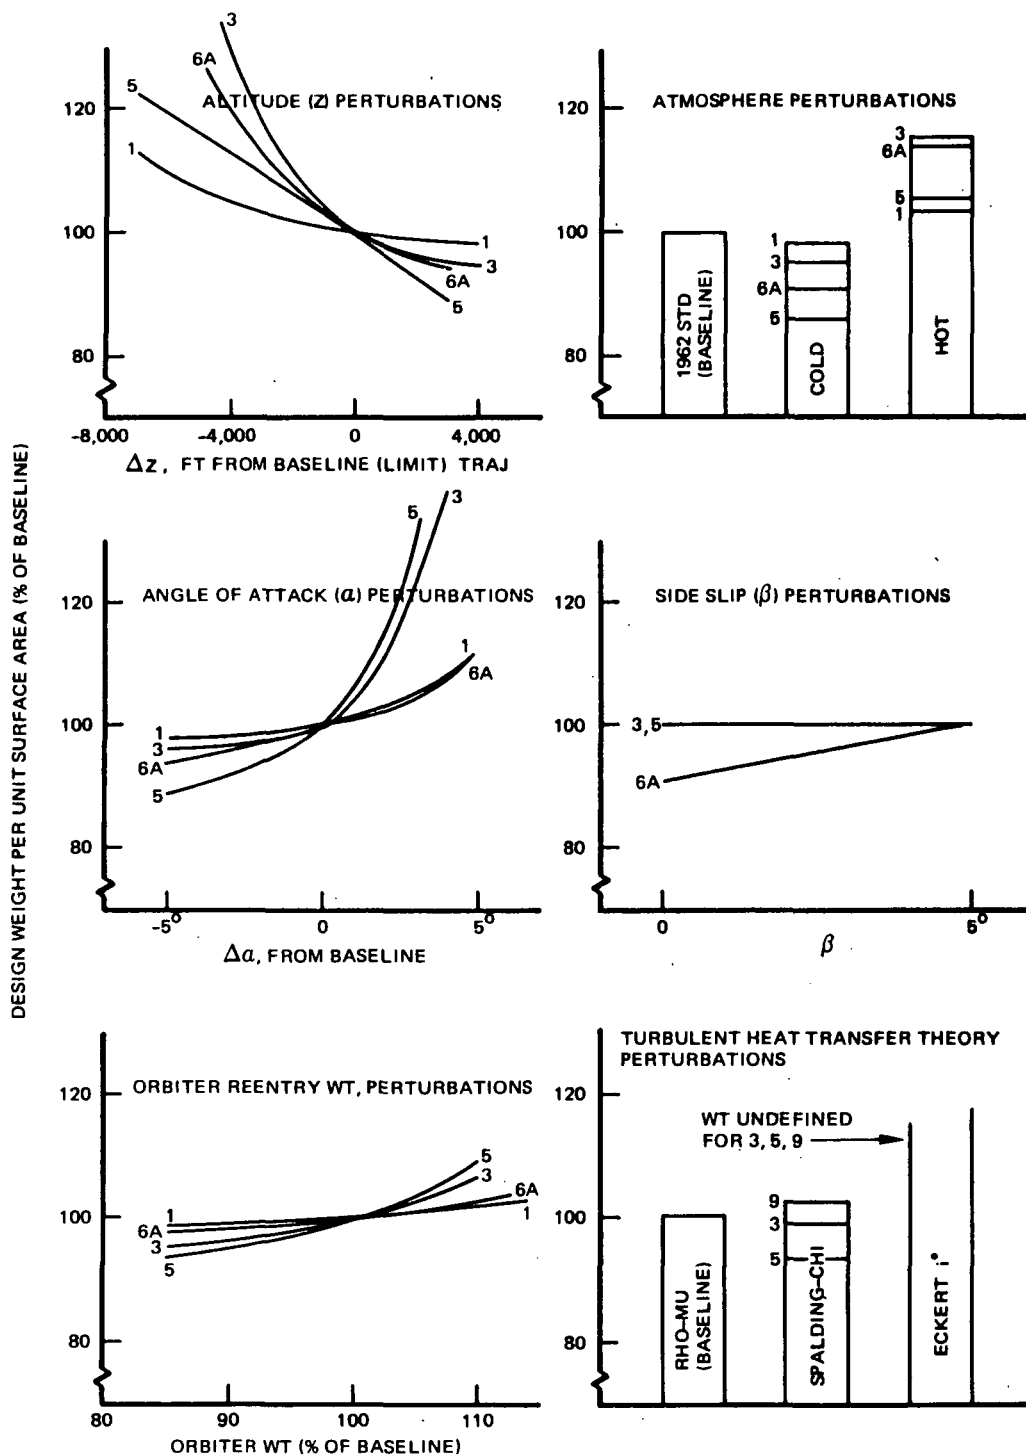 DESIGN WEIGHT PER UNIT SURFACE AREA (% OF BASELINE)
ALTITUDE (Z) PERTURBATIONS
120
100
80
3
6A
5
1
1
3
6A
5
-8,000 -4,000 0 4,000
Δz, FT FROM BASELINE (LIMIT) TRAJ
ATMOSPHERE PERTURBATIONS
120
100
80
1962 STD
(BASELINE)
1
3
6A
5
COLD
3
6A
5
1
HOT
ANGLE OF ATTACK (α) PERTURBATIONS
120
100
80
5
3
1
6A
1
3
6A
5
-5° 0 5°
Δα, FROM BASELINE
SIDE SLIP (β) PERTURBATIONS
120
100
80
3,5
6A
0 5°
β
ORBITER REENTRY WT, PERTURBATIONS
120
100
80
5
3
6A
1
1
6A
3
5
80 90 100 110
ORBITER WT (% OF BASELINE)
TURBULENT HEAT TRANSFER THEORY
PERTURBATIONS
120
100
80
WT UNDEFINED
FOR 3, 5, 9
RHO-MU
(BASELINE)
9
3
5
SPALDING-CHI
ECKERT i*